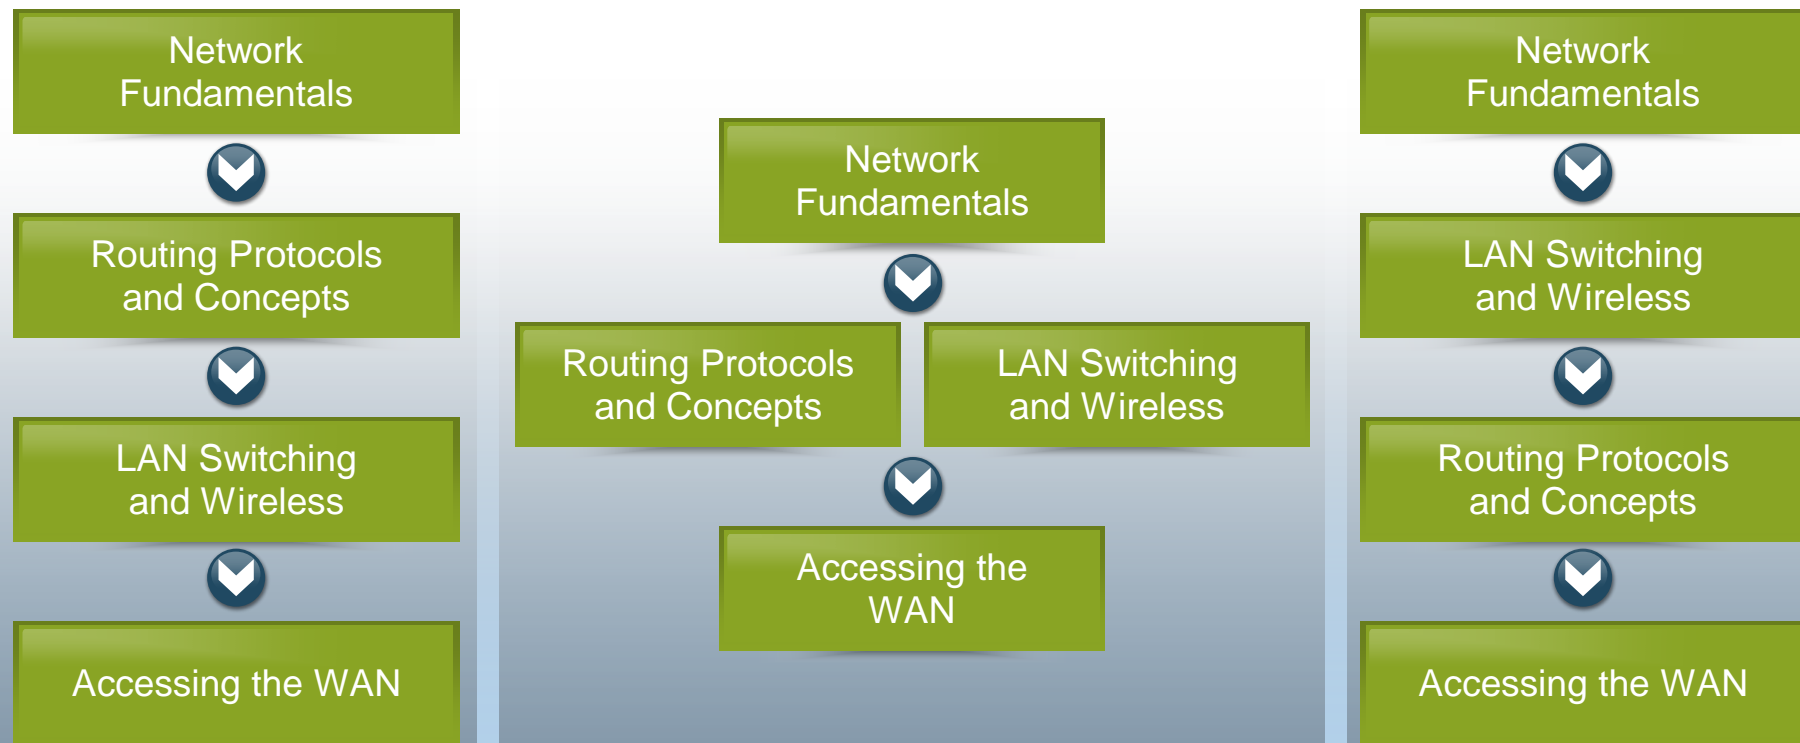 Network
Fundamentals
Routing Protocols
and Concepts
LAN Switching
and Wireless
Accessing the WAN
Network
Fundamentals
Routing Protocols
and Concepts
LAN Switching
and Wireless
Accessing the
WAN
Network
Fundamentals
LAN Switching
and Wireless
Routing Protocols
and Concepts
Accessing the WAN